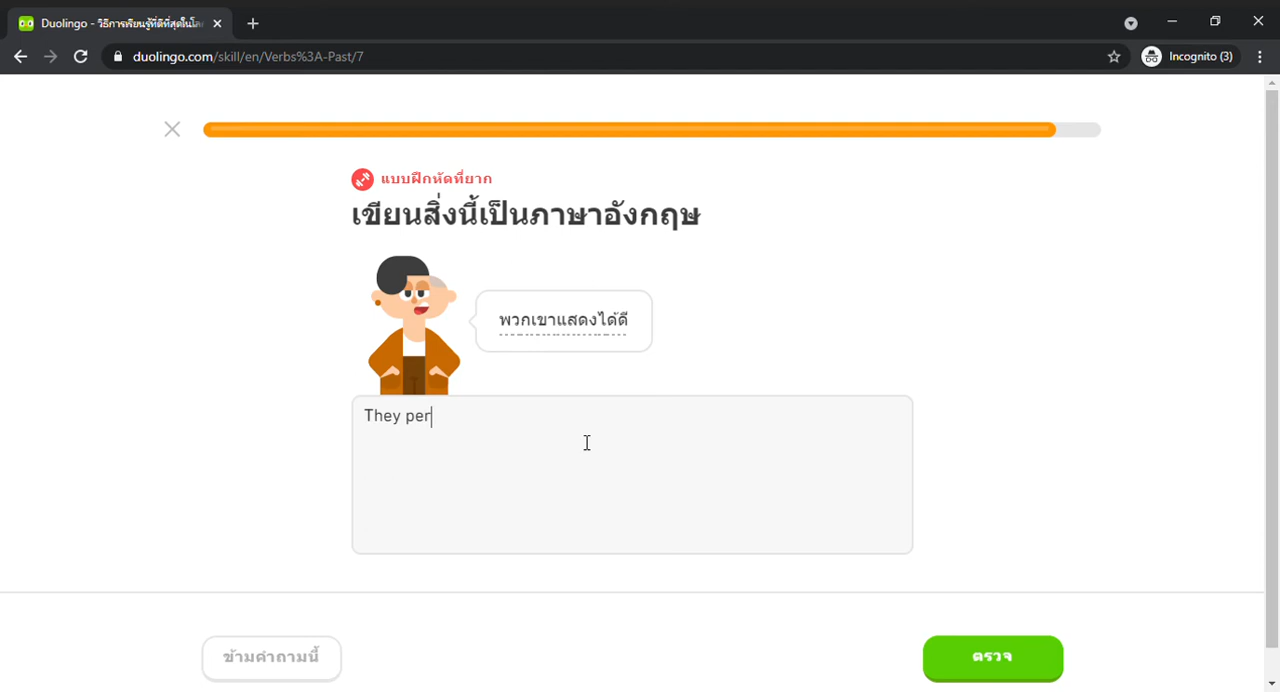 Duolingo - วิธีการเรียนรู้ที่ดีที่สุดในโล
duolingo.com/skill/en/Verbs%3A-Past/7
Incognito (3)
แบบฝึกหัดที่ยาก
เขียนสิ่งนี้เป็นภาษาอังกฤษ
พวกเขาแสดงได้ดี
They per
ข้ามคำถามนี้
ตรวจ